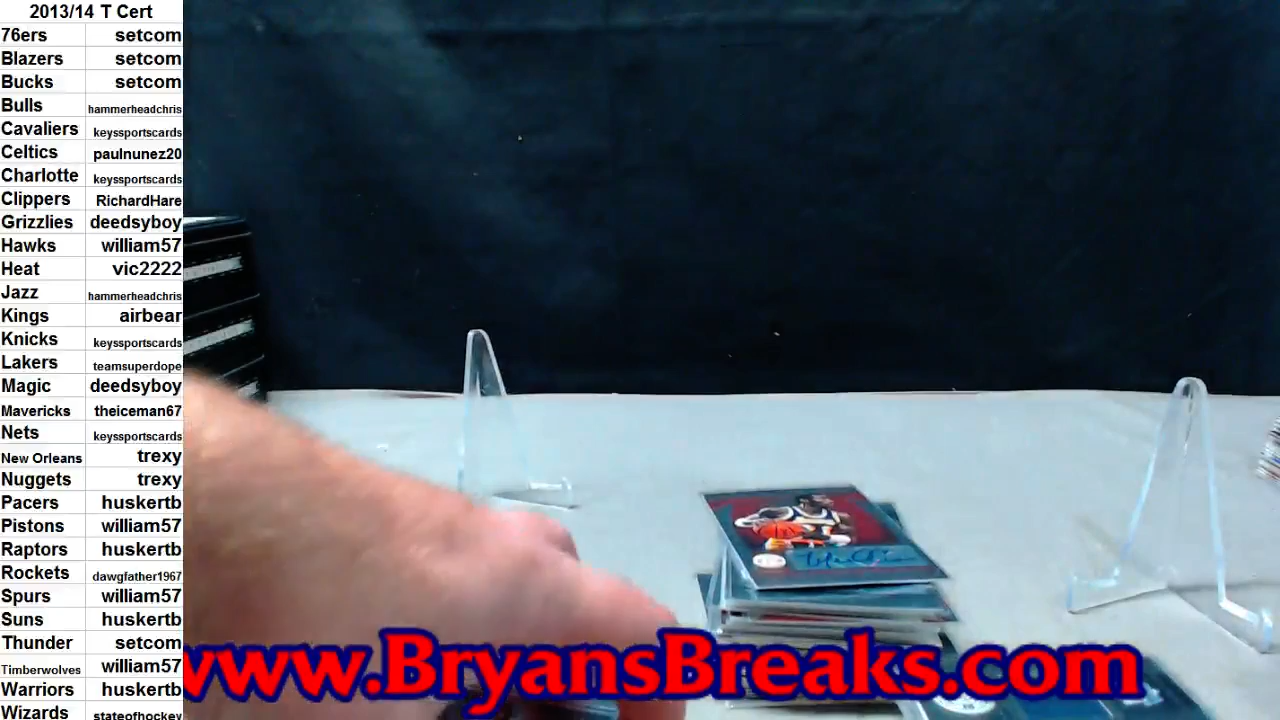 2013/14 T Cert
76ers setcom
Blazers setcom
Bucks setcom
Bulls hammerheadchris
Cavaliers keyssportscards
Celtics paulnunez20
Charlotte keyssportscards
Clippers RichardHare
Grizzlies deedsyboy
Hawks william57
Heat vic2222
Jazz hammerheadchris
Kings airbear
Knicks keyssportscards
Lakers teamsuperdope
Magic deedsyboy
Mavericks theiceman67
Nets keyssportscards
New Orleans trexy
Nuggets trexy
Pacers huskertb
Pistons william57
Raptors huskertb
Rockets dawgfather1967
Spurs william57
Suns huskertb
Thunder setcom
Timberwolves william57
Warriors huskertb
Wizards stateofhockey
www.BryansBreaks.com